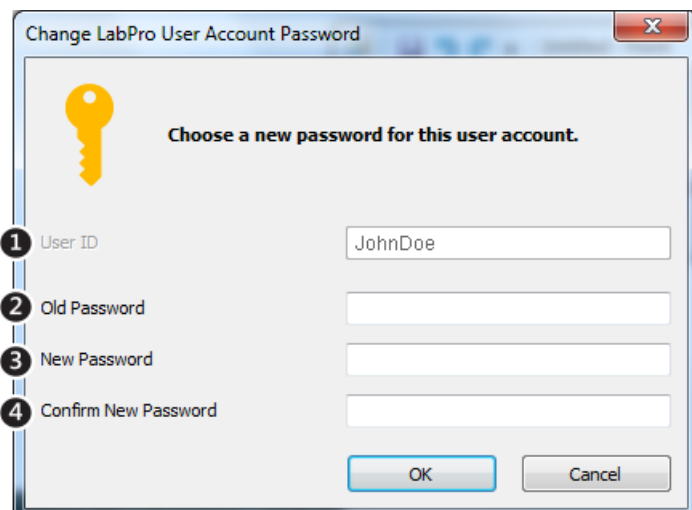 Change LabPro User Account Password
Choose a new password for this user account.
1 User ID JohnDoe
2 Old Password
3 New Password
4 Confirm New Password
OK Cancel